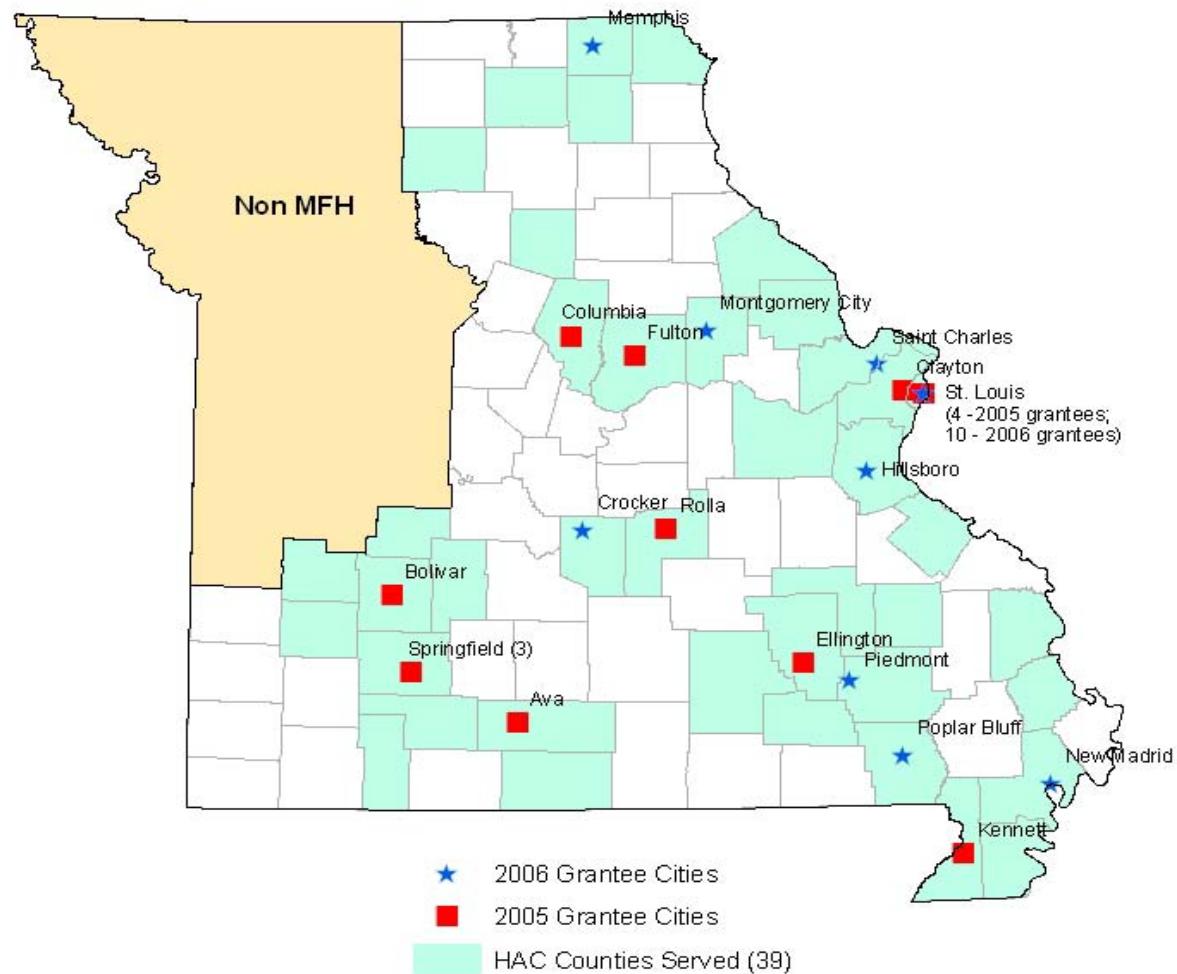 Memphis
Non MFH
Columbia
Fulton
Montgomery City
Saint Charles
Clayton
St. Louis
(4 -2005 grantees;
10 - 2006 grantees)
Hillsboro
Crocker
Rolla
Bolivar
Springfield (3)
Ava
Ellington
Piedmont
Poplar Bluff
New Madrid
Kennett
2006 Grantee Cities
2005 Grantee Cities
HAC Counties Served (39)